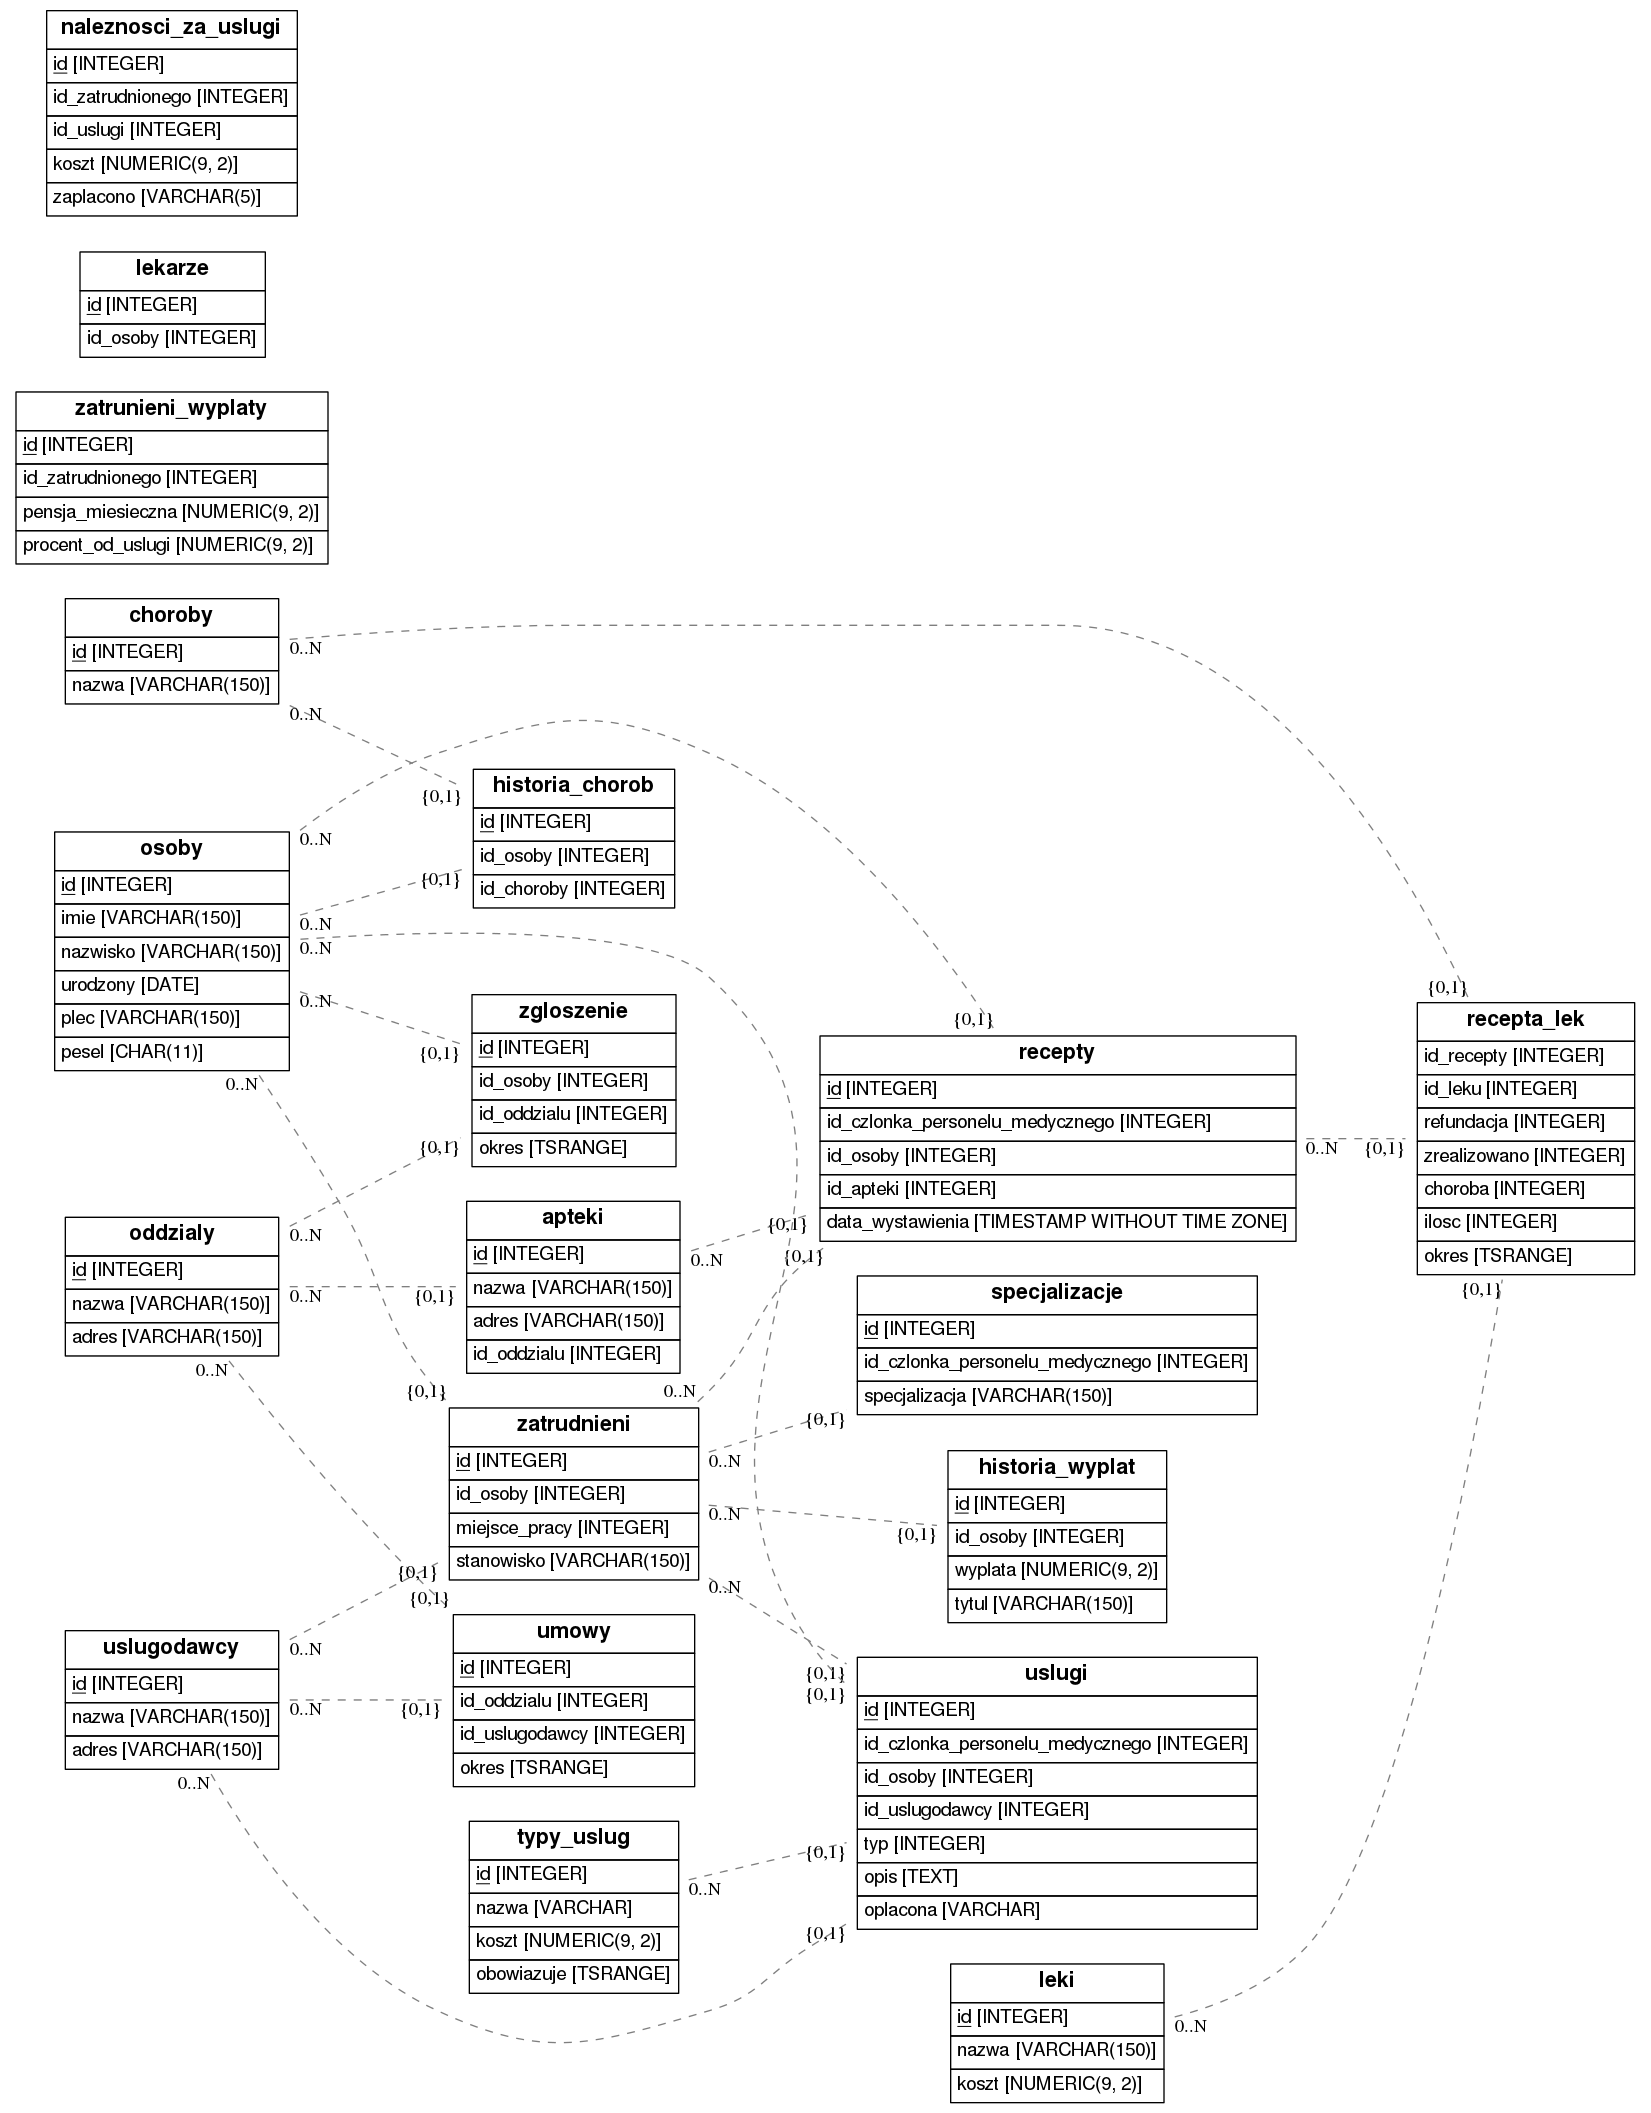 naleznosci_za_uslugi
id [INTEGER]
id_zatrudnionego [INTEGER]
id_uslugi [INTEGER]
koszt [NUMERIC(9, 2)]
zaplacono [VARCHAR(5)]
lekarze
id [INTEGER]
id_osoby [INTEGER]
zatrunieni_wyplaty
id [INTEGER]
id_zatrudnionego [INTEGER]
pensja_miesieczna [NUMERIC(9, 2)]
procent_od_uslugi [NUMERIC(9, 2)]
choroby
id [INTEGER]
nazwa [VARCHAR(150)]
0..N
0..N
{0,1}
historia_chorob
id [INTEGER]
id_osoby [INTEGER]
id_choroby [INTEGER]
osoby
id [INTEGER]
imie [VARCHAR(150)]
nazwisko [VARCHAR(150)]
urodzony [DATE]
plec [VARCHAR(150)]
pesel [CHAR(11)]
0..N
{0,1}
0..N
0..N
0..N
{0,1}
0..N
zgloszenie
id [INTEGER]
id_osoby [INTEGER]
id_oddzialu [INTEGER]
okres [TSRANGE]
{0,1}
{0,1}
recepty
id [INTEGER]
id_czlonka_personelu_medycznego [INTEGER]
id_osoby [INTEGER]
id_apteki [INTEGER]
data_wystawienia [TIMESTAMP WITHOUT TIME ZONE]
0..N
{0,1}
{0,1}
recepta_lek
id_recepty [INTEGER]
id_leku [INTEGER]
refundacja [INTEGER]
zrealizowano [INTEGER]
choroba [INTEGER]
ilosc [INTEGER]
okres [TSRANGE]
{0,1}
oddzialy
id [INTEGER]
nazwa [VARCHAR(150)]
adres [VARCHAR(150)]
0..N
0..N
{0,1}
0..N
apteki
id [INTEGER]
nazwa [VARCHAR(150)]
adres [VARCHAR(150)]
id_oddzialu [INTEGER]
0..N
{0,1}
{0,1}
specjalizacje
id [INTEGER]
id_czlonka_personelu_medycznego [INTEGER]
specjalizacja [VARCHAR(150)]
{0,1}
0..N
zatrudnieni
id [INTEGER]
id_osoby [INTEGER]
miejsce_pracy [INTEGER]
stanowisko [VARCHAR(150)]
{0,1}
0..N
0..N
0..N
{0,1}
{0,1}
historia_wyplat
id [INTEGER]
id_osoby [INTEGER]
wyplata [NUMERIC(9, 2)]
tytul [VARCHAR(150)]
{0,1}
uslugodawcy
id [INTEGER]
nazwa [VARCHAR(150)]
adres [VARCHAR(150)]
0..N
0..N
{0,1}
0..N
umowy
id [INTEGER]
id_oddzialu [INTEGER]
id_uslugodawcy [INTEGER]
okres [TSRANGE]
{0,1}
{0,1}
uslugi
id [INTEGER]
id_czlonka_personelu_medycznego [INTEGER]
id_osoby [INTEGER]
id_uslugodawcy [INTEGER]
typ [INTEGER]
opis [TEXT]
oplacona [VARCHAR]
typy_uslug
id [INTEGER]
nazwa [VARCHAR]
koszt [NUMERIC(9, 2)]
obowiazuje [TSRANGE]
0..N
{0,1}
{0,1}
leki
id [INTEGER]
nazwa [VARCHAR(150)]
koszt [NUMERIC(9, 2)]
0..N